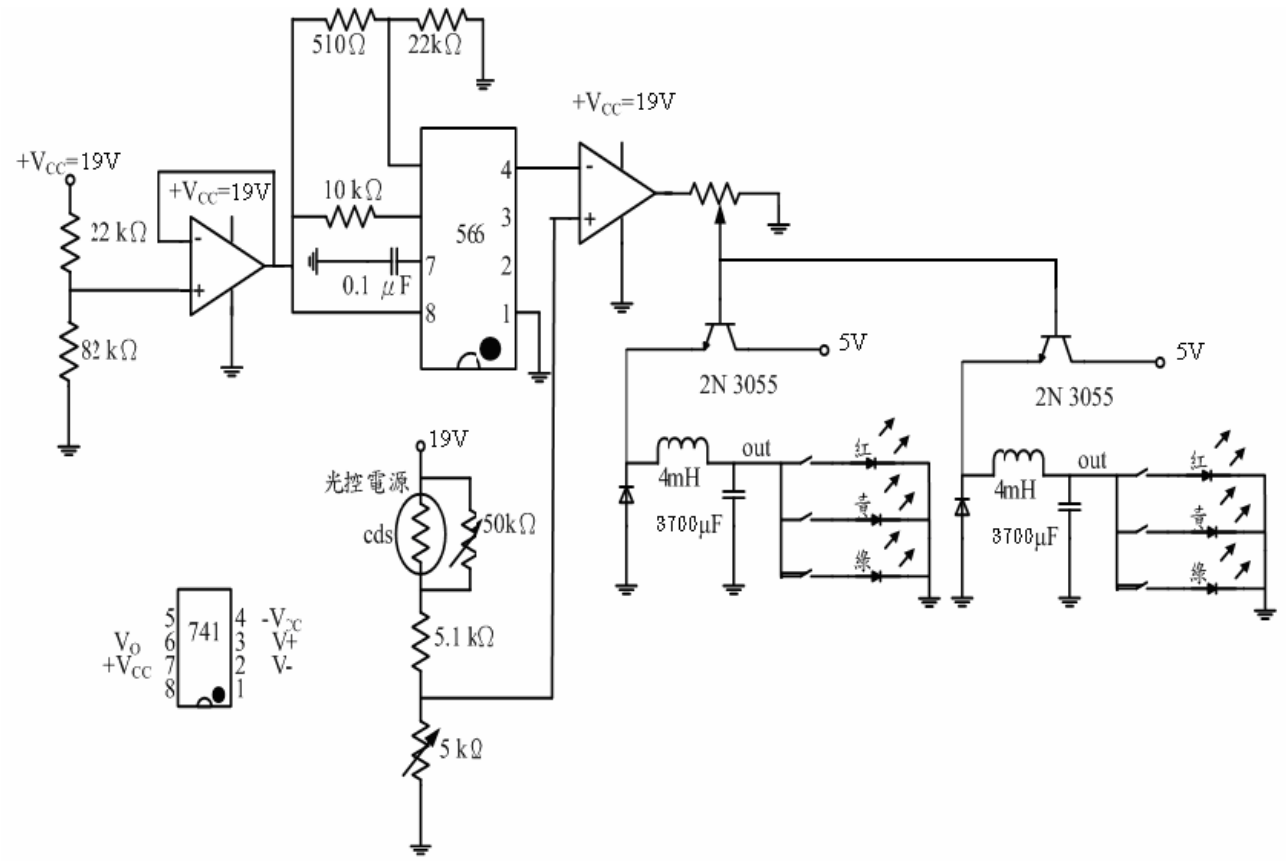 510Ω
22kΩ
+VCC=19V
+VCC=19V
22 kΩ
82 kΩ
+VCC=19V
-
+
10 kΩ
0.1 μF
566
4
3
2
1
7
8
-
+
5V
2N 3055
5V
2N 3055
19V
光控電源
cds
50kΩ
5.1 kΩ
5 kΩ
4mH
out
3700μF
紅
黃
綠
4mH
out
3700μF
紅
黃
綠
741
5
6
7
8
4
3
2
1
VO
+VCC
-VCC
V+
V-